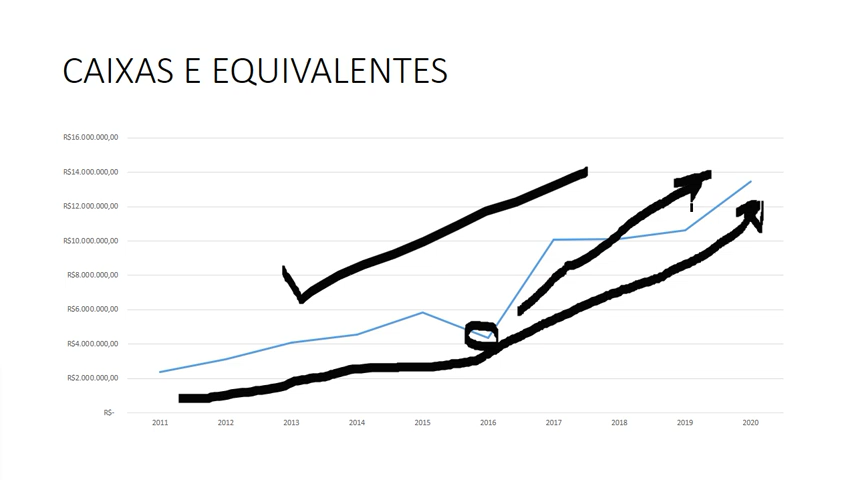 CAIXAS E EQUIVALENTES
R$16.000.000,00
R$14.000.000,00
R$12.000.000,00
R$10.000.000,00
R$8.000.000,00
R$6.000.000,00
R$4.000.000,00
R$2.000.000,00
R$-
2011 2012 2013 2014 2015 2016 2017 2018 2019 2020